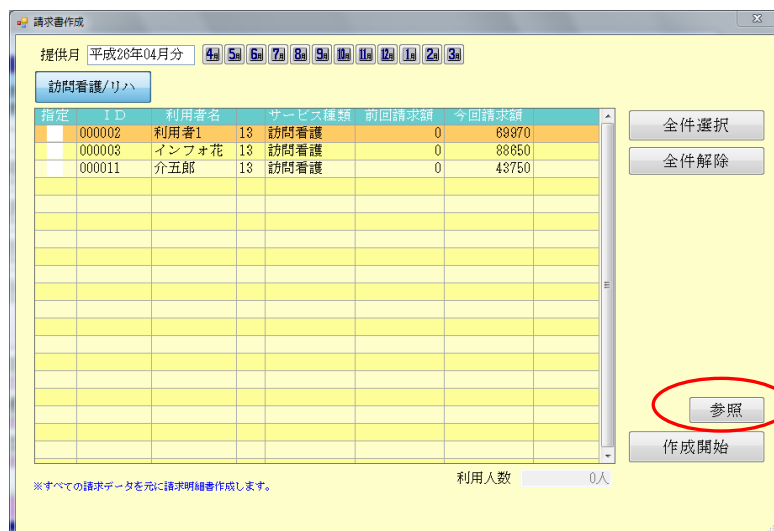 請求書作成
提供月 平成26年04月分 4月 5月 6月 7月 8月 9月 10月 11月 12月 1月 2月 3月
訪問看護/リハ
指定 ID 利用者名 サービス種類 前回請求額 今回請求額
000002 利用者1 13 訪問看護 0 69970
000003 インフォ花 13 訪問看護 0 88650
000011 介五郎 13 訪問看護 0 43750
全件選択
全件解除
参照
作成開始
利用人数 0人
※すべての請求データを元に請求明細書作成します。